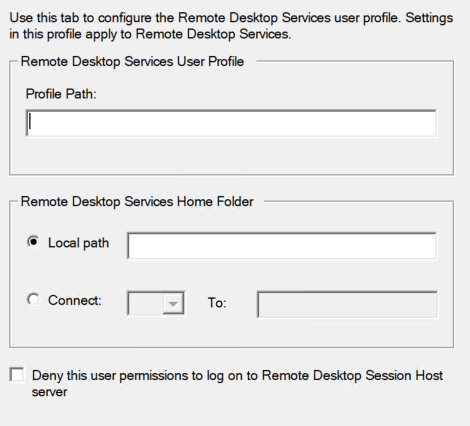 Use this tab to configure the Remote Desktop Services user profile. Settings
in this profile apply to Remote Desktop Services.
Remote Desktop Services User Profile
Profile Path:
Remote Desktop Services Home Folder
Local path
Connect: To:
Deny this user permissions to log on to Remote Desktop Session Host
server